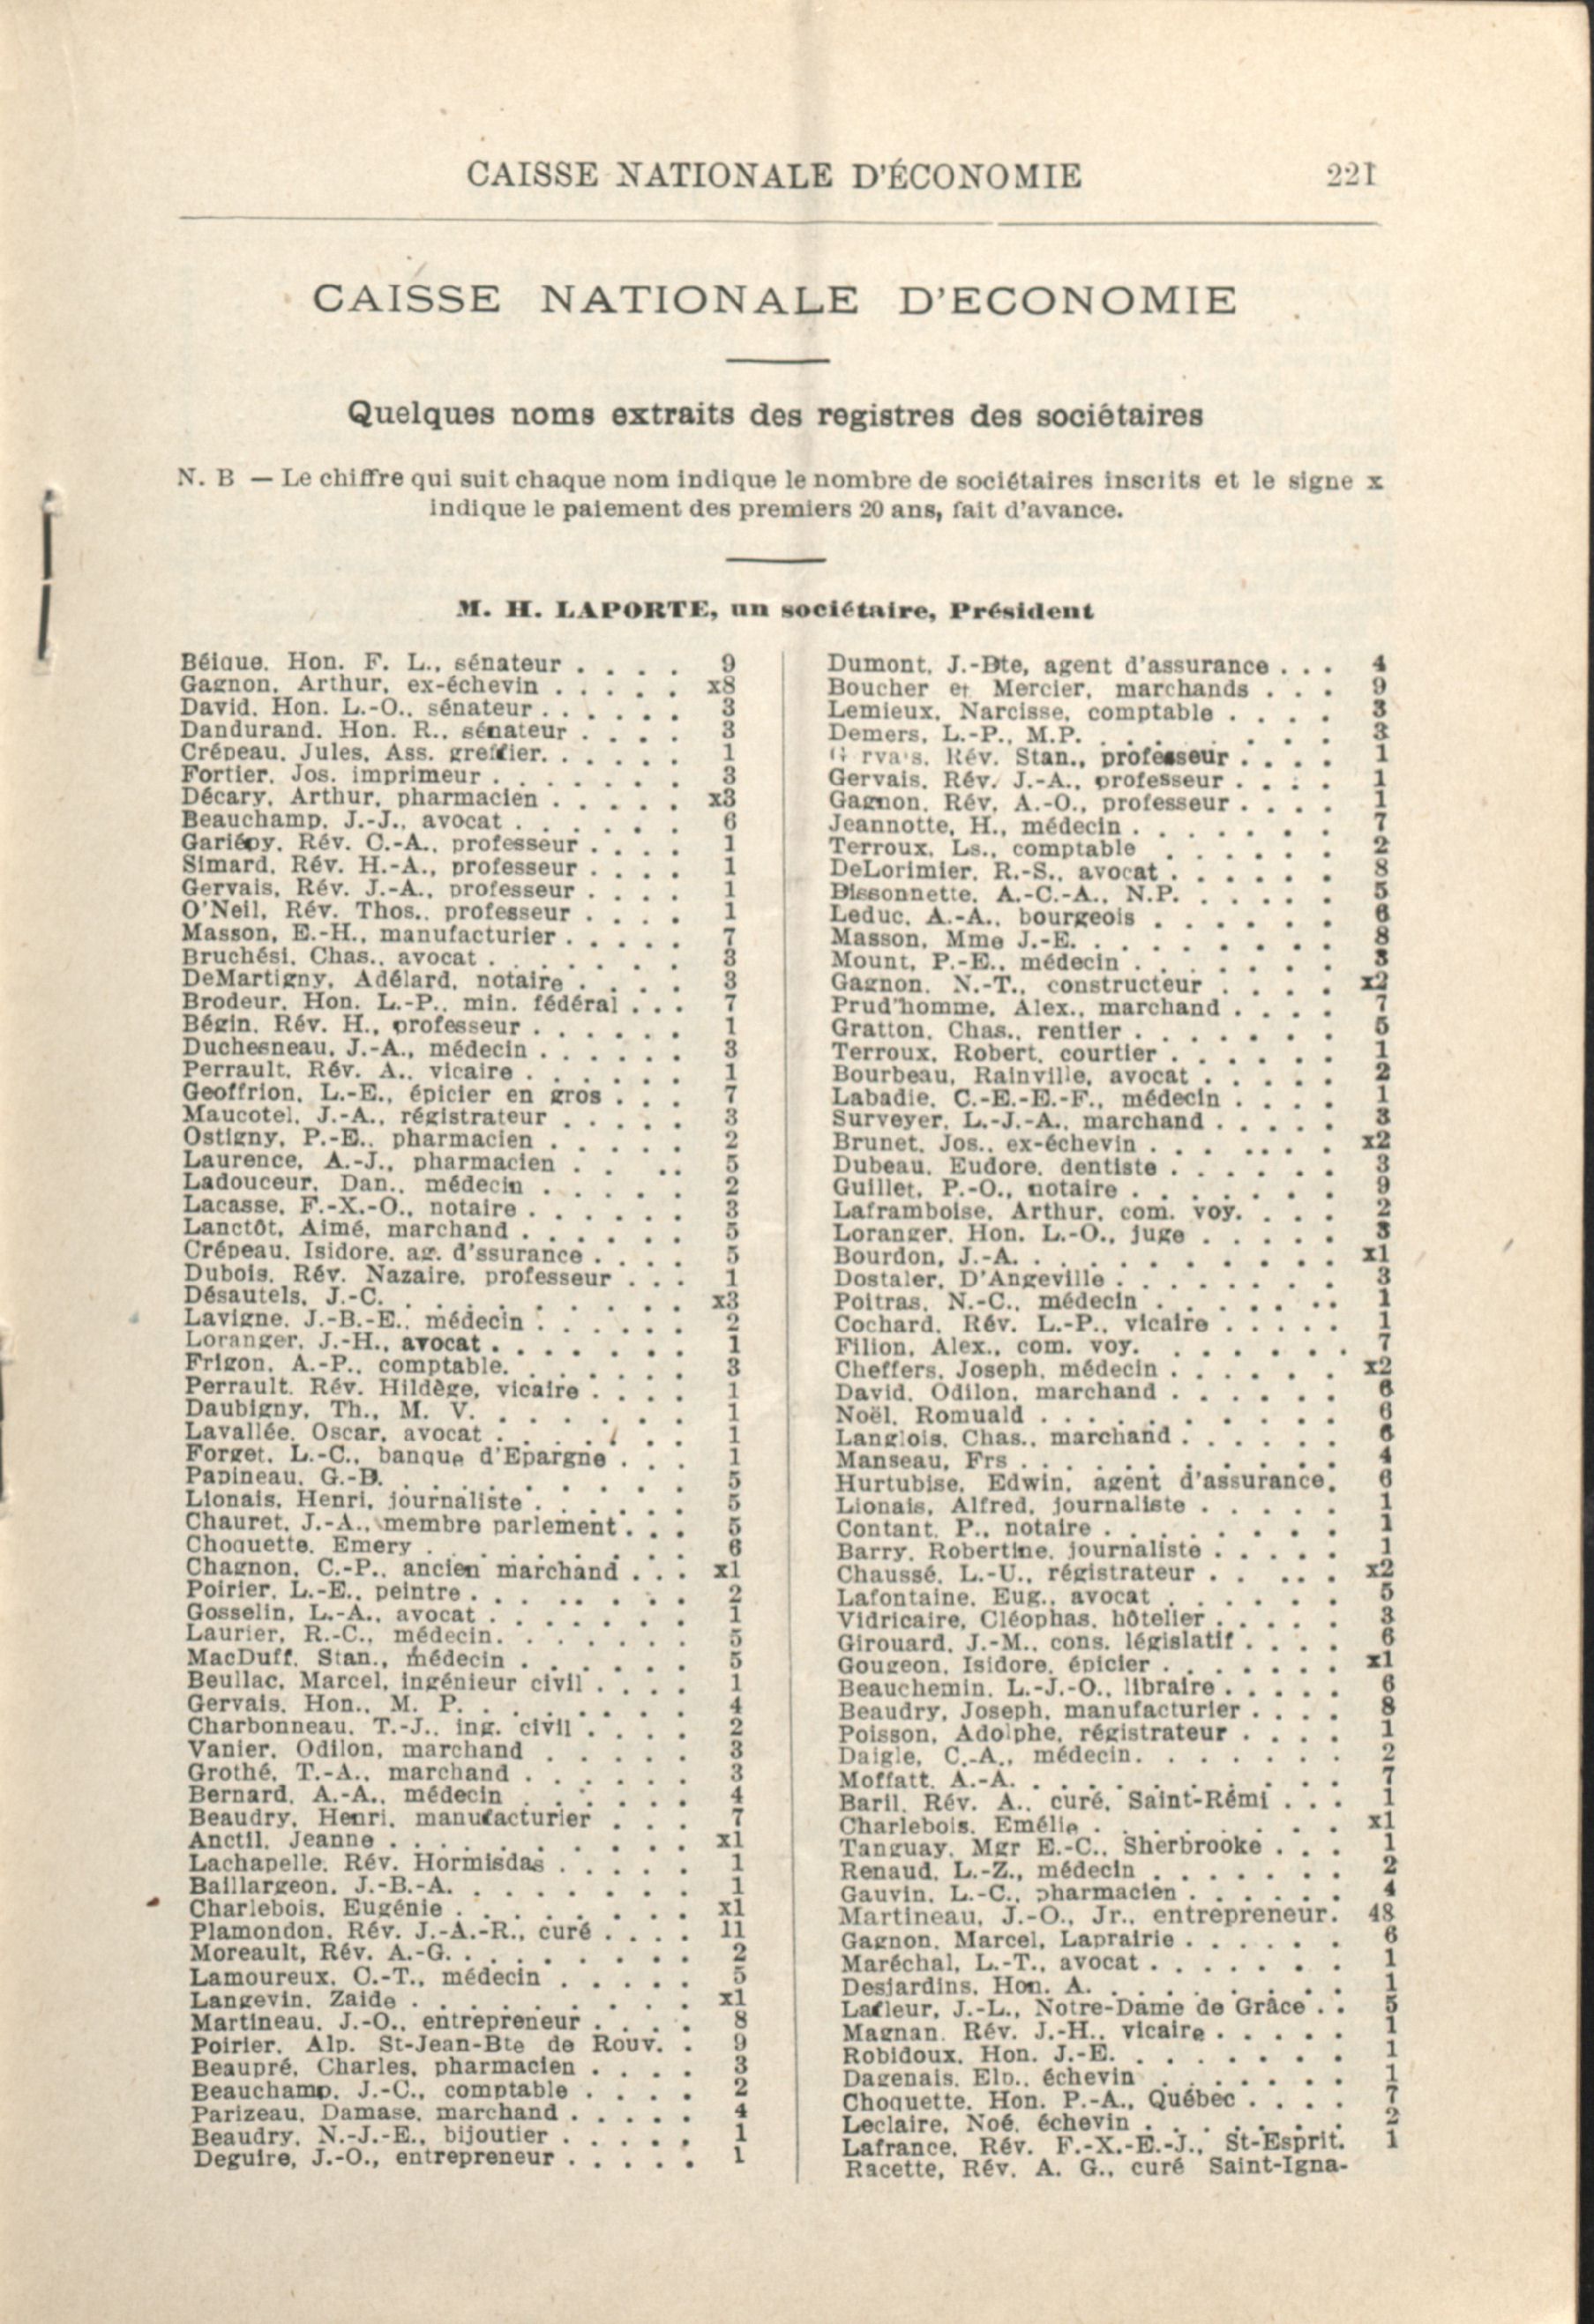 CAISSE NATIONALE D'ÉCONOMIE 221
CAISSE NATIONALE D'ECONOMIE
Quelques noms extraits des registres des sociétaires
N. B — Le chiffre qui suit chaque nom indique le nombre de sociétaires inscrits et le signe x
indique le paiement des premiers 20 ans, fait d'avance.
M. H. LAPORTE, un sociétaire, Président
Béique. Hon. F. L., sénateur . . . . 9
Gagnon, Arthur, ex-échevin . . . . . x8
David. Hon. L.-O., sénateur . . . . . . 3
Dandurand. Hon. R., sénateur . . . . 3
Crépeau. Jules, Ass. greffier. . . . . . 1
Fortier. Jos. imprimeur . . . . . . . 3
Décary, Arthur, pharmacien . . . . . x3
Beauchamp. J.-J., avocat . . . . . . 6
Gariépy. Rév. C.-A., professeur . . . . 1
Simard. Rév. H.-A., professeur . . . . 1
Gervais, Rév. J.-A., professeur . . . . 1
O'Neil, Rév. Thos., professeur . . . . 1
Masson, E.-H., manufacturier . . . . . 7
Bruchési. Chas., avocat . . . . . . . 3
DeMartigny, Adélard, notaire . . . . 3
Brodeur. Hon. L.-P., min. fédéral . . . 7
Bégin. Rév. H., professeur . . . . . . 1
Duchesneau. J.-A., médecin . . . . . . 3
Perrault. Rév. A., vicaire . . . . . . 1
Geoffrion. L.-E., épicier en gros . . . 7
Maucotel. J.-A., régistrateur . . . . . 3
Ostigny, P.-E., pharmacien . . . . . 2
Laurence, A.-J., pharmacien . . .. 5
Ladouceur. Dan., médecin . . . . . 2
Lacasse. F.-X.-O., notaire . . . . . . 3
Lanctôt, Aimé, marchand . . . . . . 5
Crépeau. Isidore. ag. d'ssurance . . . . 5
Dubois. Rév. Nazaire, professeur . . . 1
Désautels. J.-C. . . . . . . . . x3
Lavigne. J.-B.-E., médecin . . . . . . 2
Loranger. J.-H., avocat . . . . . . . 1
Frigon. A.-P., comptable. . . . . . . 3
Perrault. Rév. Hildège, vicaire . . . . 1
Daubigny, Th., M. V. . . . . . . . 1
Lavallée. Oscar, avocat . . . . . . 1
Forget. L.-C., banque d'Epargne . . . 1
Papineau. G.-B. . . . . . . . . 5
Lionais, Henri, journaliste . . . . . . 5
Chauret. J.-A., membre parlement . . . 5
Choquette. Emery . . . . . . . . 6
Chagnon. C.-P., ancien marchand . . . x1
Poirier. L.-E., peintre . . . . . . . . 2
Gosselin, L.-A., avocat . . . . . . . 1
Laurier, R.-C., médecin. . . . . . . . 5
MacDuff. Stan., médecin . . . . . . 5
Beullac, Marcel, ingénieur civil . . . . 1
Gervais. Hon., M. P. . . . . . . . 4
Charbonneau. T.-J., ing. civil . . . . 2
Vanier. Odilon, marchand . . . . . 3
Grothé. T.-A., marchand . . . . . . 3
Bernard. A.-A., médecin . . . . . . 4
Beaudry, Henri, manufacturier . . . 7
Anctil. Jeanne . . . . . . . . . x1
Lachapelle. Rév. Hormisdas . . . . . 1
Baillargeon. J.-B.-A. . . . . . . . . 1
Charlebois. Eugénie . . . . . . . . x1
Plamondon. Rév. J.-A.-R., curé . . . . 11
Moreault, Rév. A.-G. . . . . . . . . 2
Lamoureux. O.-T., médecin . . . . . 5
Langevin. Zaide . . . . . . . . . x1
Martineau. J.-O., entrepreneur . . . . 8
Poirier. Alp. St-Jean-Bte de Rouv. . 9
Beaupré, Charles, pharmacien . . . . 3
Beauchamp. J.-C., comptable . . . . 2
Parizeau, Damase, marchand . . . . . 4
Beaudry. N.-J.-E., bijoutier . . . . . 1
Deguire, J.-O., entrepreneur . . . . . 1
Dumont, J.-Bte, agent d'assurance . . . 4
Boucher et Mercier, marchands . . . 9
Lemieux, Narcisse, comptable . . . . 3
Demers, L.-P., M.P. . . . . . . . 3
rva's. Rév. Stan., professeur . . . . 1
Gervais. Rév. J.-A., professeur . . . . 1
Gagnon. Rév. A.-O., professeur . . . . 1
Jeannotte, H., médecin . . . . . . . 7
Terroux. Ls., comptable . . . . . . 2
DeLorimier. R.-S., avocat . . . . . . 8
Bissonnette. A.-C.-A., N.P. . . . . . 5
Leduc. A.-A., bourgeois . . . . . . . 6
Masson, Mme J.-E. . . . . . . . . 8
Mount, P.-E., médecin . . . . . . . 3
Gagnon. N.-T., constructeur . . . . x2
Prud'homme, Alex., marchand . . . . 7
Gratton. Chas., rentier . . . . . . . 5
Terroux, Robert, courtier . . . . . . 1
Bourbeau, Rainville, avocat . . . . . 2
Labadie. C.-E.-E.-F., médecin . . . . 1
Surveyer. L.-J.-A., marchand . . . . . 3
Brunet. Jos., ex-échevin . . . .... . x2
Dubeau. Eudore, dentiste . . . . . . 3
Guillet. P.-O., notaire . . . . . . . 9
Laframboise. Arthur, com. voy. . . . 2
Loranger. Hon. L.-O., juge . . . . . 3
Bourdon, J.-A. . . . . . . . . . x1
Dostaler. D'Angeville . . . . . . . . 3
Poitras. N.-C., médecin . . . . . . .. 1
Cochard. Rév. L.-P., vicaire . . . . . 1
Filion, Alex., com. voy. . . . . . . . 7
Cheffers. Joseph, médecin . . . . . . x2
David. Odilon. marchand . . . . . . 6
Noël. Romuald . . . . . . . . . . 6
Langlois. Chas., marchand . . . . . . 6
Manseau, Frs . . . . . . . . . . 4
Hurtubise. Edwin. agent d'assurance. 6
Lionais, Alfred, journaliste . . . . . 1
Contant. P., notaire . . . . . . . . 1
Barry. Robertine. journaliste . . . . . 1
Chaussé. L.-U., régistrateur . . ... . x2
Lafontaine. Eug., avocat . . . . . . 5
Vidricaire, Cléophas, hôtelier . . . . . 3
Girouard. J.-M., cons. législatif . . . . 6
Gougeon. Isidore, épicier . . . . . . . x1
Beauchemin. L.-J.-O., libraire . . . . . 6
Beaudry, Joseph, manufacturier . . . . 8
Poisson, Adolphe, régistrateur . . . . 1
Daigle, C.-A., médecin. . . . . . . . 2
Moffatt. A.-A. . . . . . . . . . . 7
Baril. Rév. A., curé, Saint-Rémi . . . 1
Charlebois. Emélie . . . . . . . . x1
Tanguay. Mgr E.-C., Sherbrooke . . . 1
Renaud. L.-Z., médecin . . . . . . . 2
Gauvin. L.-C., pharmacien . . . . . . 4
Martineau, J.-O., Jr., entrepreneur. 48
Gagnon. Marcel, Laprairie . . . . . . 6
Maréchal, L.-T., avocat . . . . . . . 1
Desjardins, Hon. A. . . . . . . . . 1
Lafleur, J.-L., Notre-Dame de Grâce . . 5
Magnan. Rév. J.-H., vicaire . . . . . 1
Robidoux. Hon. J.-E. . . . . . . . . 1
Dagenais. Elp., échevin . . . . . . . 1
Choquette. Hon. P.-A., Québec . . . . 7
Leclaire, Noé, échevin . . . . . . . 2
Lafrance. Rév. F.-X.-E.-J., St-Esprit. 1
Racette, Rév. A. G., curé Saint-Igna-